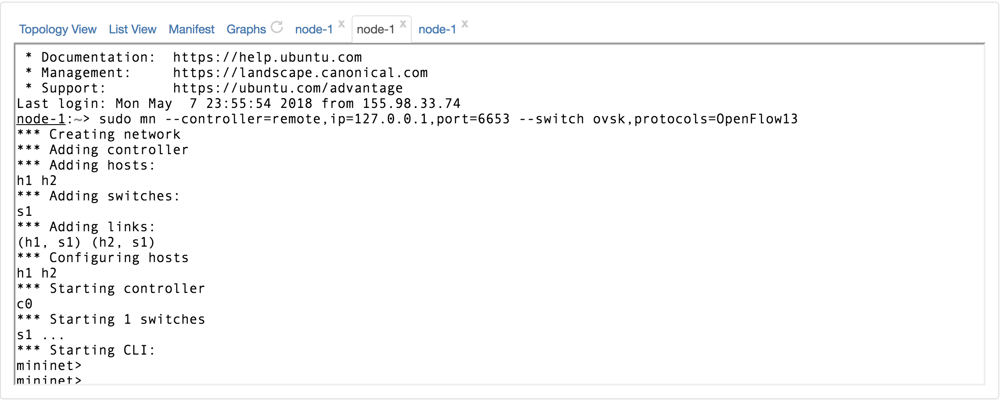 Topology View List View Manifest Graphs node-1 x node-1 x node-1 x
* Documentation:  https://help.ubuntu.com
* Management:     https://landscape.canonical.com
* Support:        https://ubuntu.com/advantage
Last login: Mon May  7 23:55:54 2018 from 155.98.33.74
node-1:~> sudo mn --controller=remote,ip=127.0.0.1,port=6653 --switch ovsk,protocols=OpenFlow13
*** Creating network
*** Adding controller
*** Adding hosts:
h1 h2
*** Adding switches:
s1
*** Adding links:
(h1, s1) (h2, s1)
*** Configuring hosts
h1 h2
*** Starting controller
c0
*** Starting 1 switches
s1 ...
*** Starting CLI:
mininet>
mininet>